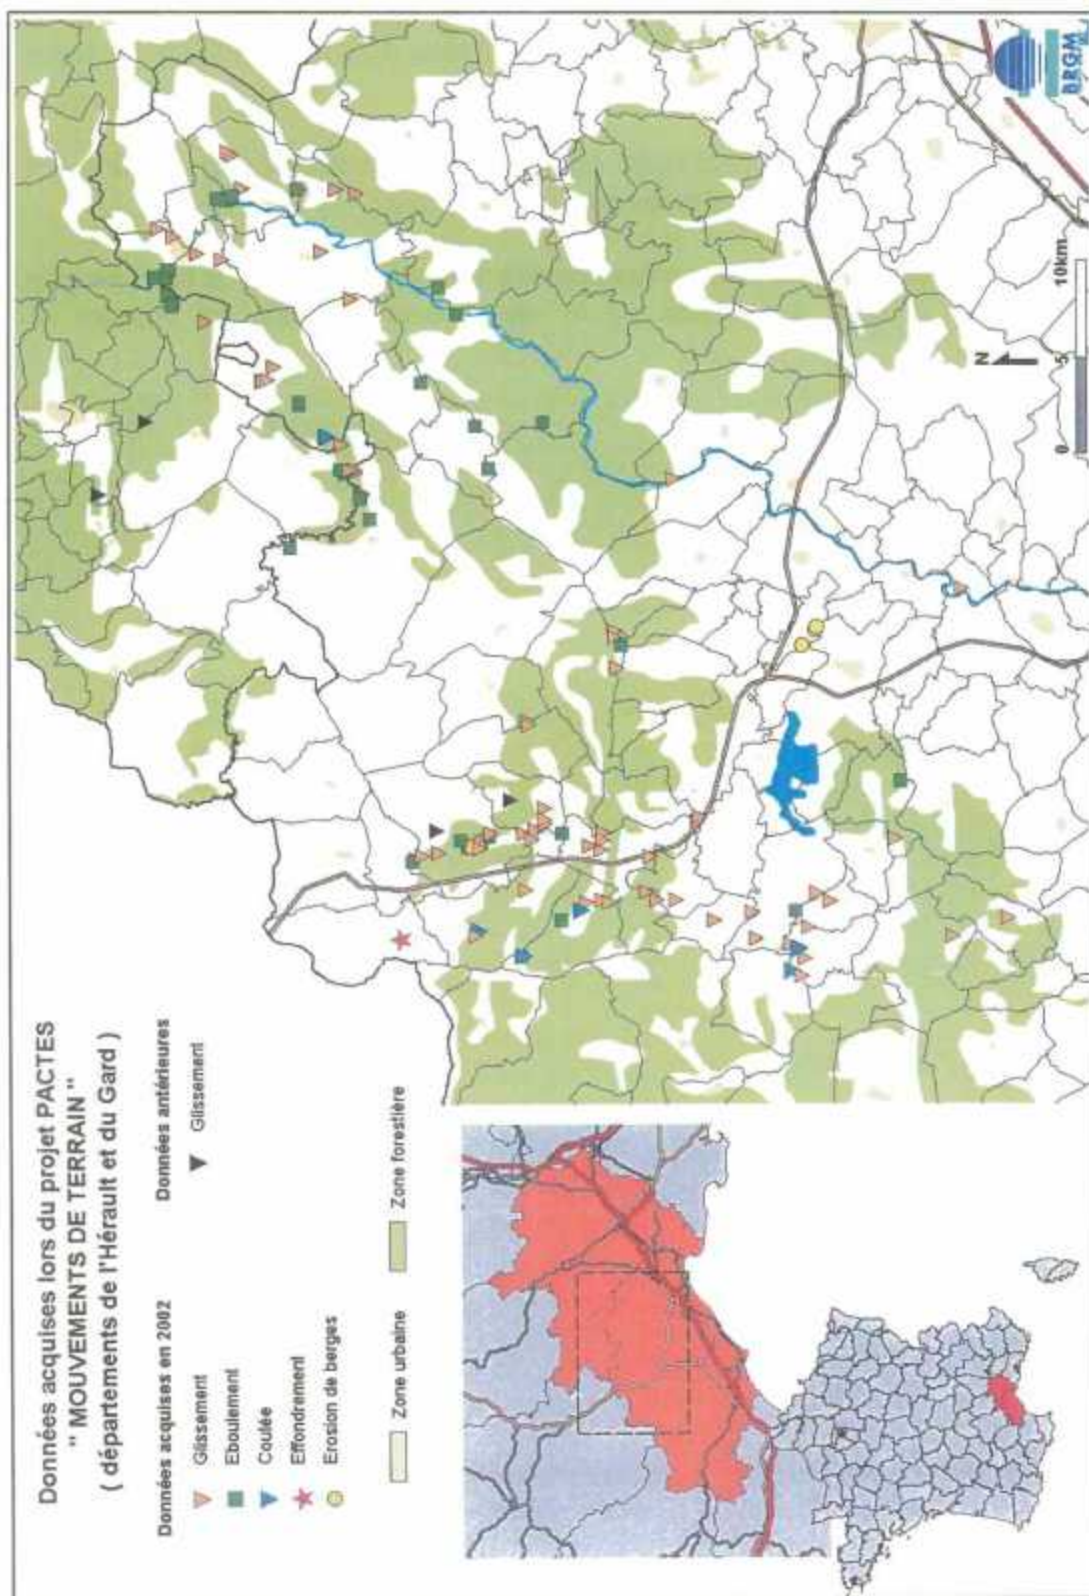 Données acquises lors du projet PACTES
" MOUVEMENTS DE TERRAIN "
( départements de l'Hérault et du Gard )
Données acquises en 2002
Glissement
Eboulement
Coulée
Effondrement
Erosion de berges
Données antérieures
Glissement
Zone urbaine
Zone forestière
N
0 5 10km
BRGM